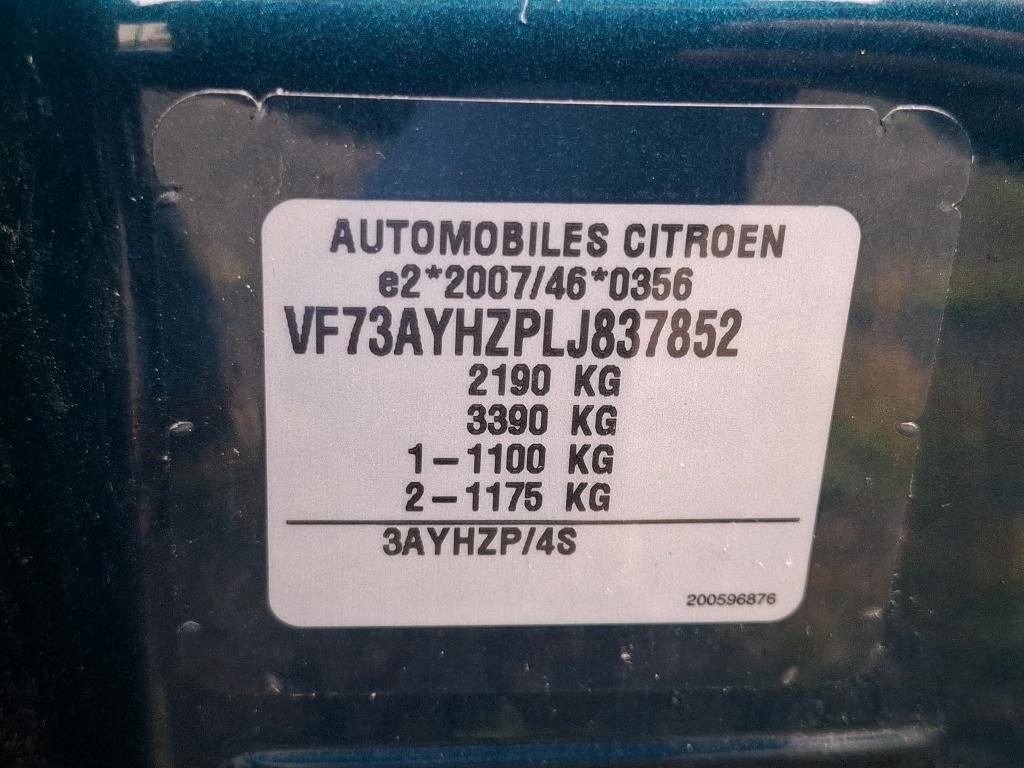 AUTOMOBILES CITROEN
e2*2007/46*0356
VF73AYHZPLJ837852
2190 KG
3390 KG
1-1100 KG
2-1175 KG
3AYHZP/4S
200596876